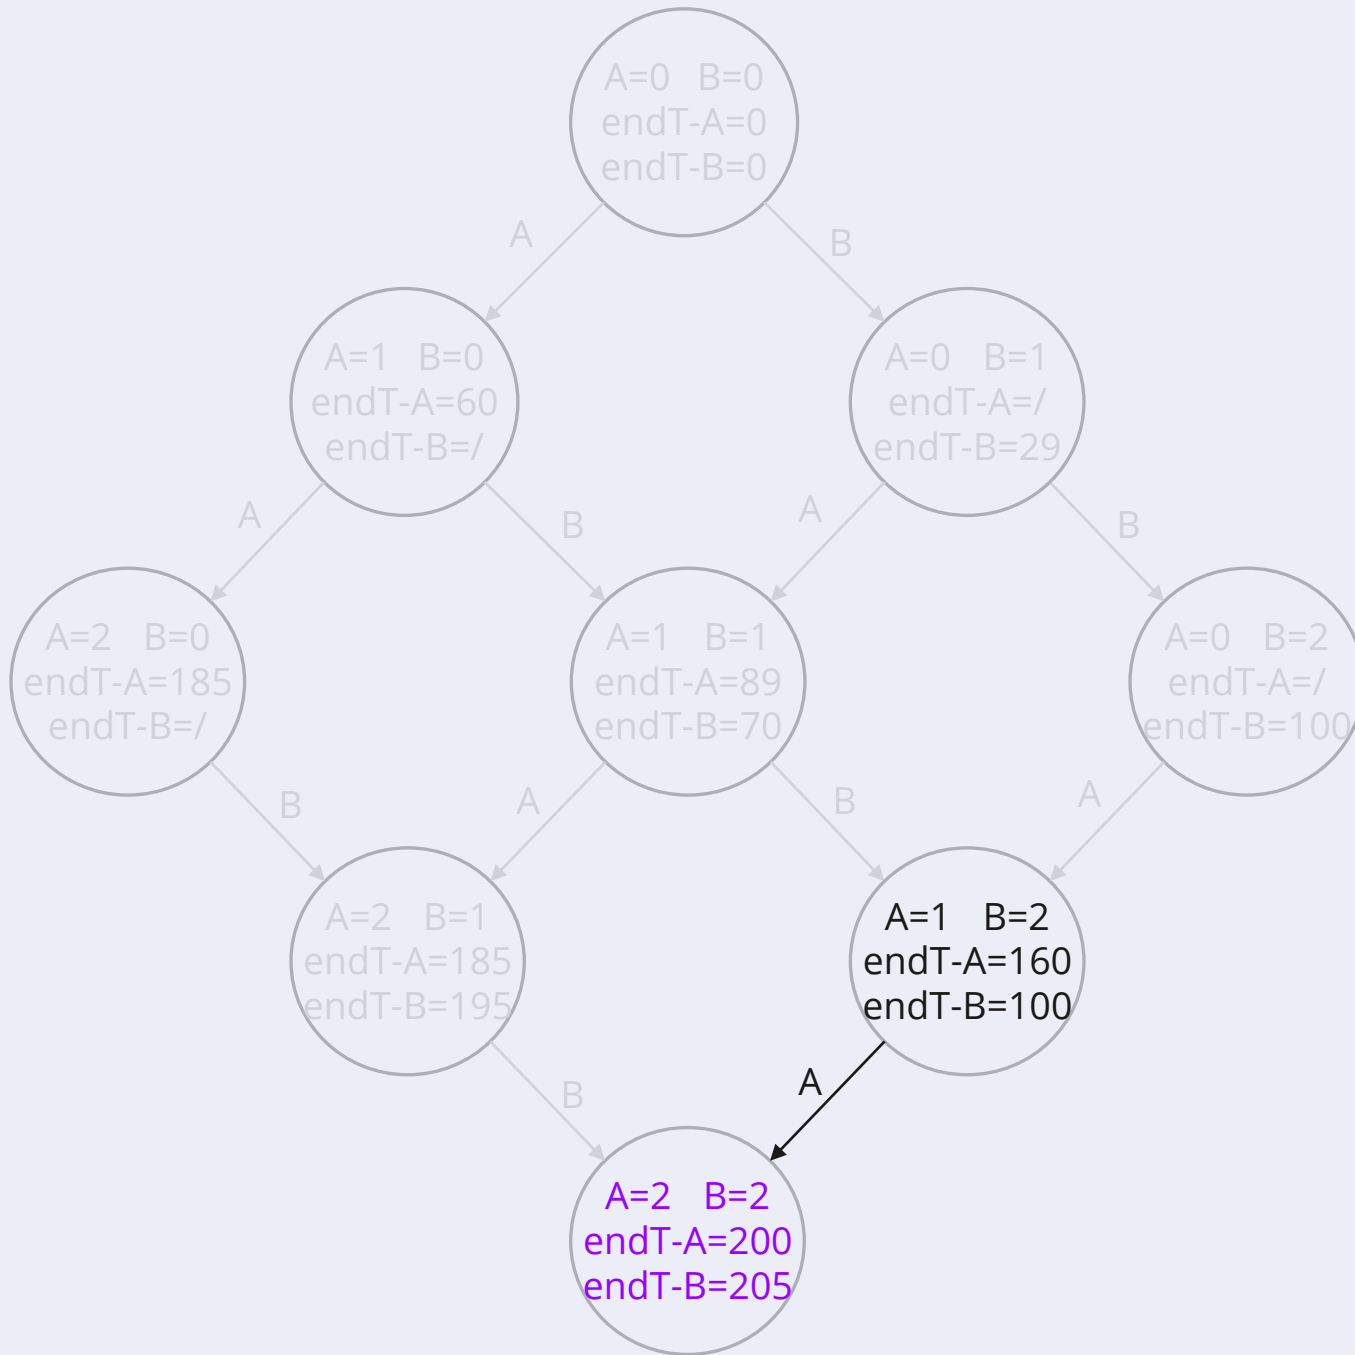 A=0 B=0
endT-A=0
endT-B=0
A
B
A=1 B=0
endT-A=60
endT-B=/
A=0 B=1
endT-A=/
endT-B=29
A
B
A
B
A=2 B=0
endT-A=185
endT-B=/
A=1 B=1
endT-A=89
endT-B=70
A=0 B=2
endT-A=/
endT-B=100
B
A
B
A
A=2 B=1
endT-A=185
endT-B=195
A=1 B=2
endT-A=160
endT-B=100
B
A
A=2 B=2
endT-A=200
endT-B=205